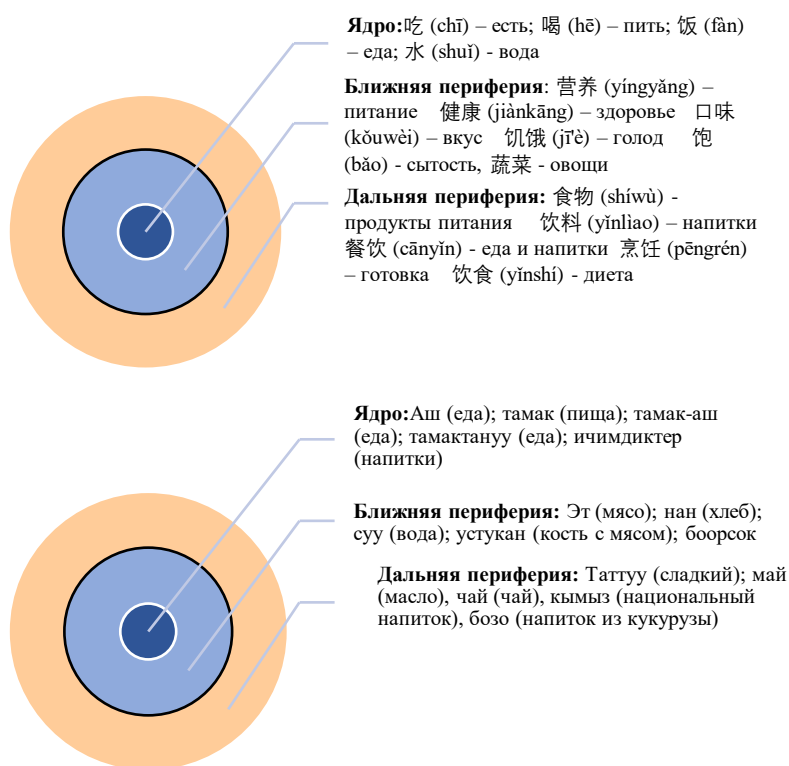 Ядро:吃 (chī) – есть; 喝 (hē) – пить; 饭 (fàn)
– еда; 水 (shuǐ) - вода
Ближняя периферия: 营养 (yíngyǎng) –
питание 健康 (jiànkāng) – здоровье 口味
(kǒuwèi) – вкус 饥饿 (jī'è) – голод 饱
(bǎo) - сытость, 蔬菜 - овощи
Дальняя периферия: 食物 (shíwù) -
продукты питания 饮料 (yǐnlìao) – напитки
餐饮 (cānyǐn) - еда и напитки 烹饪 (pēngrén)
– готовка 饮食 (yǐnshí) - диета
Ядро:Аш (еда); тамак (пища); тамак-аш
(еда); тамактануу (еда); ичимдиктер
(напитки)
Ближняя периферия: Эт (мясо); нан (хлеб);
суу (вода); устукан (кость с мясом); боорсок
Дальняя периферия: Таттуу (сладкий); май
(масло), чай (чай), кымыз (национальный
напиток), бозо (напиток из кукурузы)